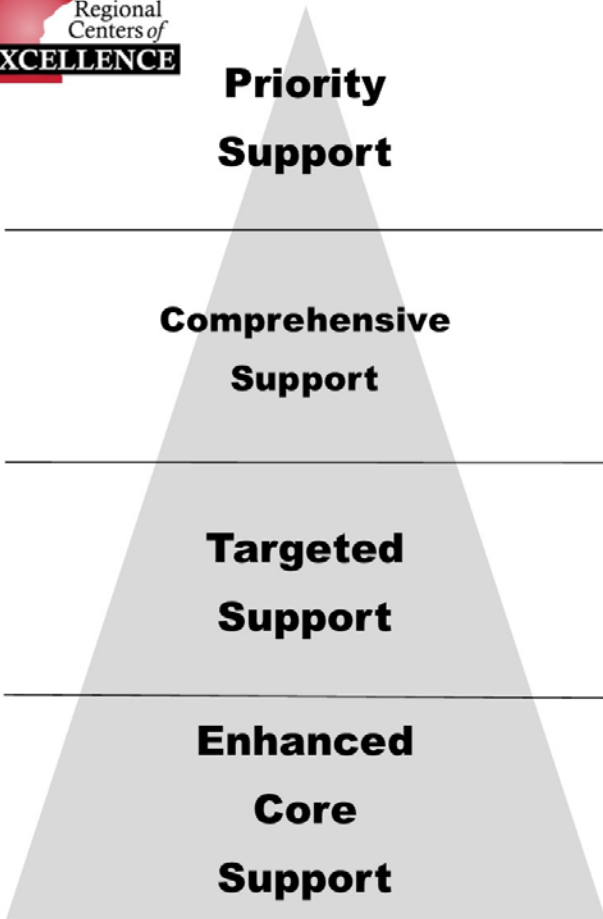 Regional
Centers of
XCELLENCE
Priority
Support
Comprehensive
Support
Targeted
Support
Enhanced
Core
Support